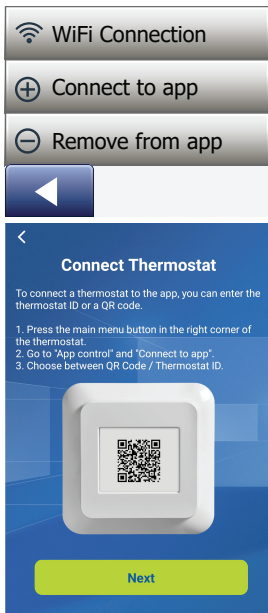 WiFi Connection
Connect to app
Remove from app
Connect Thermostat
To connect a thermostat to the app, you can enter the
thermostat ID or a QR code.
1. Press the main menu button in the right corner of
the thermostat.
2. Go to "App control" and "Connect to app".
3. Choose between QR Code / Thermostat ID.
Next